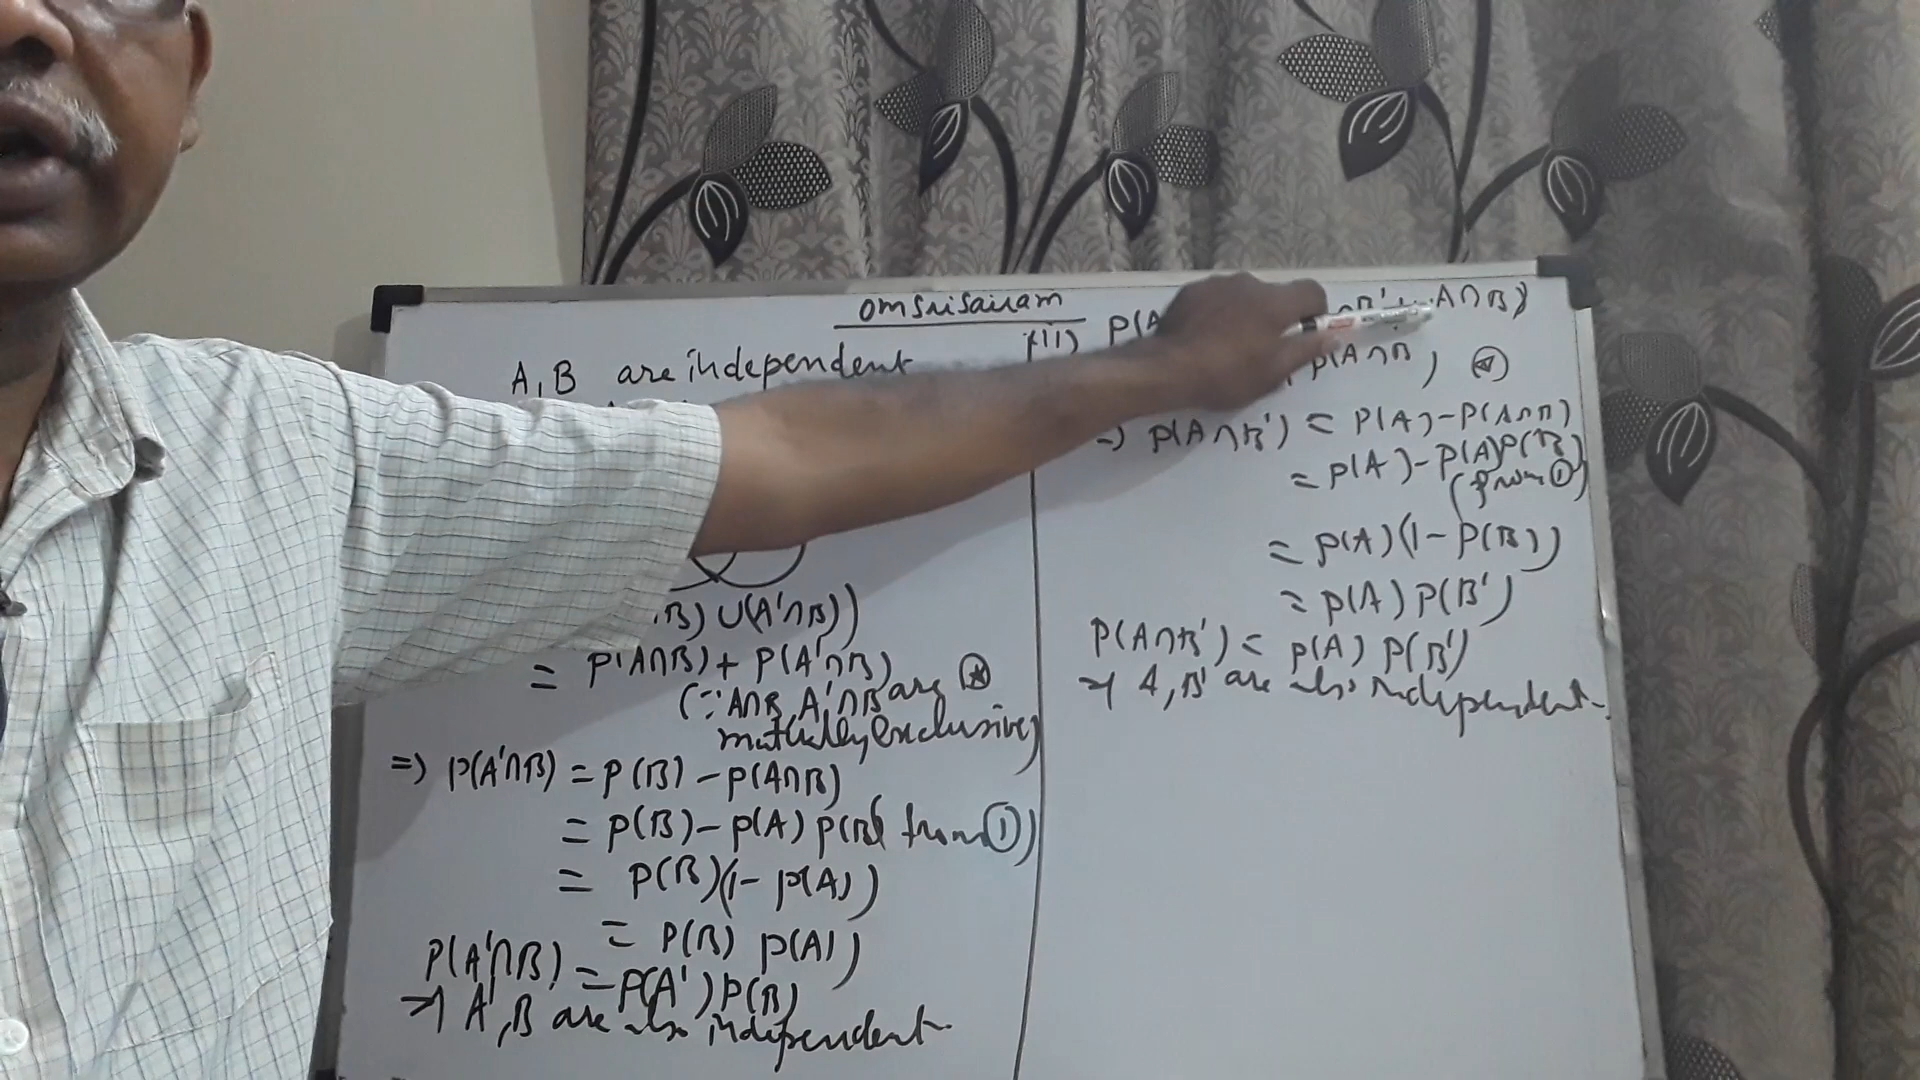 omsrisairam
A, B are independent
B) ∪ (A'∩B))
= P(A∩B) + P(A'∩B)
(∵ A∩B, A'∩B are
mutually exclusive)
=> P(A'∩B) = P(B) - P(A∩B)
= P(B) - P(A) P(B) (from ①)
= P(B)(1 - P(A))
= P(B) P(A')
P(A'∩B) = P(A') P(B)
=> A', B are also independent
(ii) P(A ∩B' A∩B)
P(A∩B)
=> P(A∩B') = P(A) - P(A∩B)
= P(A) - P(A)P(B)
(from ①)
= P(A)(1 - P(B))
= P(A) P(B')
P(A∩B') = P(A) P(B')
=> A, B' are also independent.